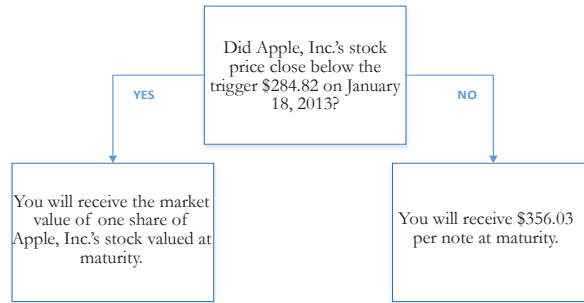 Did Apple, Inc.'s stock
price close below the
trigger $284.82 on January
18, 2013?
YES
NO
You will receive the market
value of one share of
Apple, Inc.'s stock valued at
maturity.
You will receive $356.03
per note at maturity.